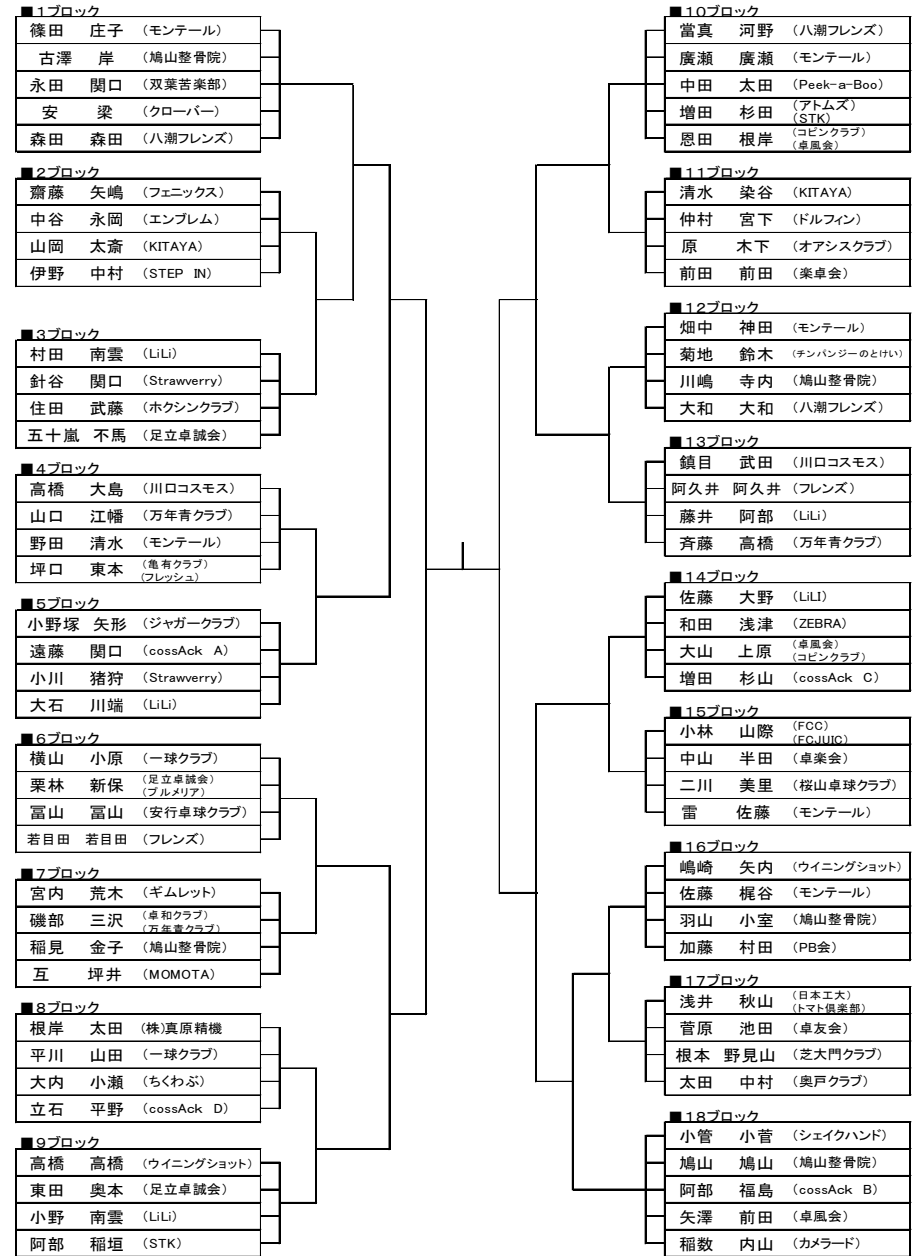 ■1ブロック
篠田 庄子 (モンテール)
古澤 岸 (鳩山整骨院)
永田 関口 (双葉苦楽部)
安 梁 (クローバー)
森田 森田 (八潮フレンズ)
■2ブロック
齋藤 矢嶋 (フェニックス)
中谷 永岡 (エンブレム)
山岡 太斎 (KITAYA)
伊野 中村 (STEP IN)
■3ブロック
村田 南雲 (LiLi)
針谷 関口 (Strawverry)
住田 武藤 (ホクシンクラブ)
五十嵐 不馬 (足立卓誠会)
■4ブロック
高橋 大島 (川口コスモス)
山口 江幡 (万年青クラブ)
野田 清水 (モンテール)
坪口 東本 (亀有クラブ)
(フレッシュ)
■5ブロック
小野塚 矢形 (ジャガークラブ)
遠藤 関口 (cossAck A)
小川 猪狩 (Strawverry)
大石 川端 (LiLi)
■6ブロック
横山 小原 (一球クラブ)
栗林 新保 (足立卓誠会)
(プルメリア)
冨山 冨山 (安行卓球クラブ)
若目田 若目田 (フレンズ)
■7ブロック
宮内 荒木 (ギムレット)
磯部 三沢 (卓和クラブ)
(万年青クラブ)
稲見 金子 (鳩山整骨院)
互 坪井 (MOMOTA)
■8ブロック
根岸 太田 (株)真原精機
平川 山田 (一球クラブ)
大内 小瀬 (ちくわぶ)
立石 平野 (cossAck D)
■9ブロック
高橋 高橋 (ウイニングショット)
東田 奥本 (足立卓誠会)
小野 南雲 (LiLi)
阿部 稲垣 (STK)
■10ブロック
當真 河野 (八潮フレンズ)
廣瀬 廣瀬 (モンテール)
中田 太田 (Peek-a-Boo)
増田 杉田 (アトムズ)
(STK)
恩田 根岸 (コピンクラブ)
(卓風会)
■11ブロック
清水 染谷 (KITAYA)
仲村 宮下 (ドルフィン)
原 木下 (オアシスクラブ)
前田 前田 (楽卓会)
■12ブロック
畑中 神田 (モンテール)
菊地 鈴木 (チンパンジーのとけい)
川嶋 寺内 (鳩山整骨院)
大和 大和 (八潮フレンズ)
■13ブロック
鎮目 武田 (川口コスモス)
阿久井 阿久井 (フレンズ)
藤井 阿部 (LiLi)
斉藤 高橋 (万年青クラブ)
■14ブロック
佐藤 大野 (LiLI)
和田 浅津 (ZEBRA)
大山 上原 (卓風会)
(コピンクラブ)
増田 杉山 (cossAck C)
■15ブロック
小林 山際 (FCC)
(FCJUIC)
中山 半田 (卓楽会)
二川 美里 (桜山卓球クラブ)
雷 佐藤 (モンテール)
■16ブロック
嶋崎 矢内 (ウイニングショット)
佐藤 梶谷 (モンテール)
羽山 小室 (鳩山整骨院)
加藤 村田 (PB会)
■17ブロック
浅井 秋山 (日本工大)
(トマト倶楽部)
菅原 池田 (卓友会)
根本 野見山 (芝大門クラブ)
太田 中村 (奥戸クラブ)
■18ブロック
小管 小菅 (シェイクハンド)
鳩山 鳩山 (鳩山整骨院)
阿部 福島 (cossAck B)
矢澤 前田 (卓風会)
稲数 内山 (カメラード)